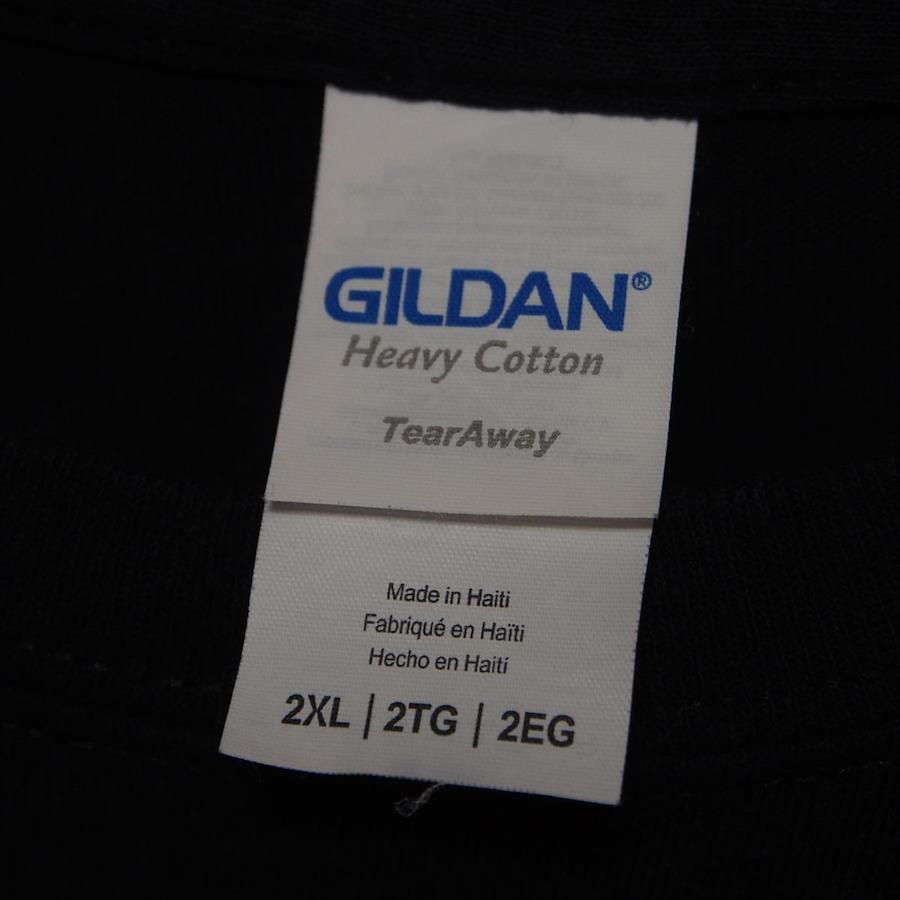 GILDAN®
Heavy Cotton
TearAway
Made in Haiti
Fabriqué en Haïti
Hecho en Haití
2XL | 2TG | 2EG